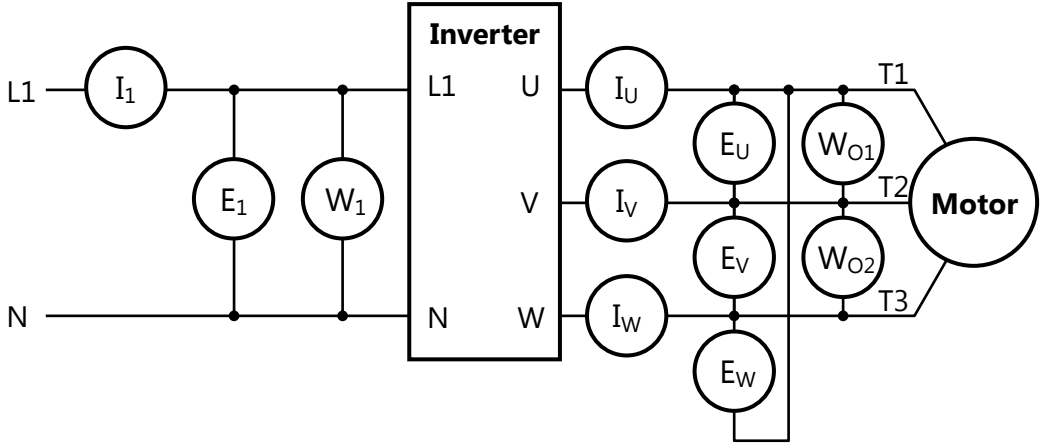 Inverter
L1
I1
L1
U
IU
T1
EU
WO1
E1
W1
V
IV
T2
Motor
EV
WO2
N
N
W
IW
T3
EW